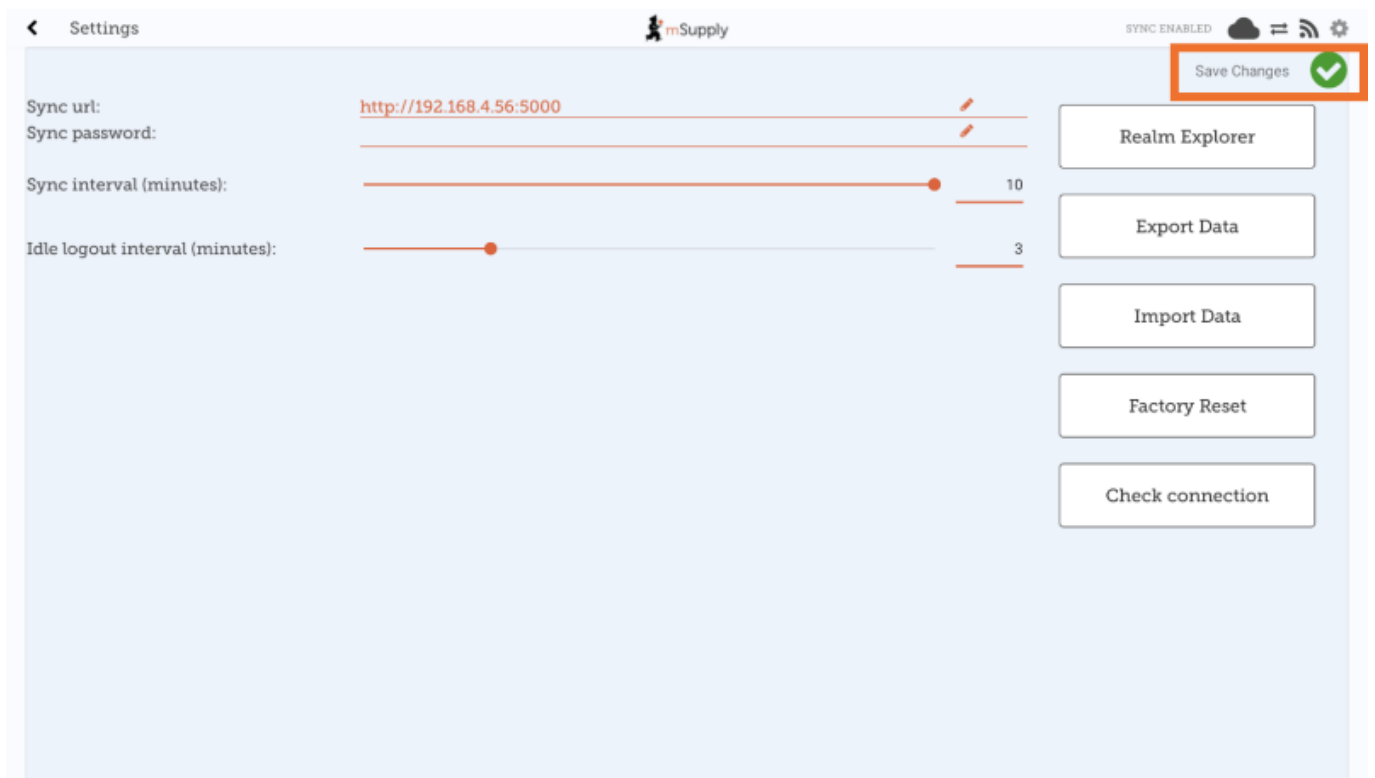 Settings
mSupply
SYNC ENABLED
Save Changes
Sync url:
http://192.168.4.56:5000
Sync password:
Sync interval (minutes):
10
Idle logout interval (minutes):
3
Realm Explorer
Export Data
Import Data
Factory Reset
Check connection